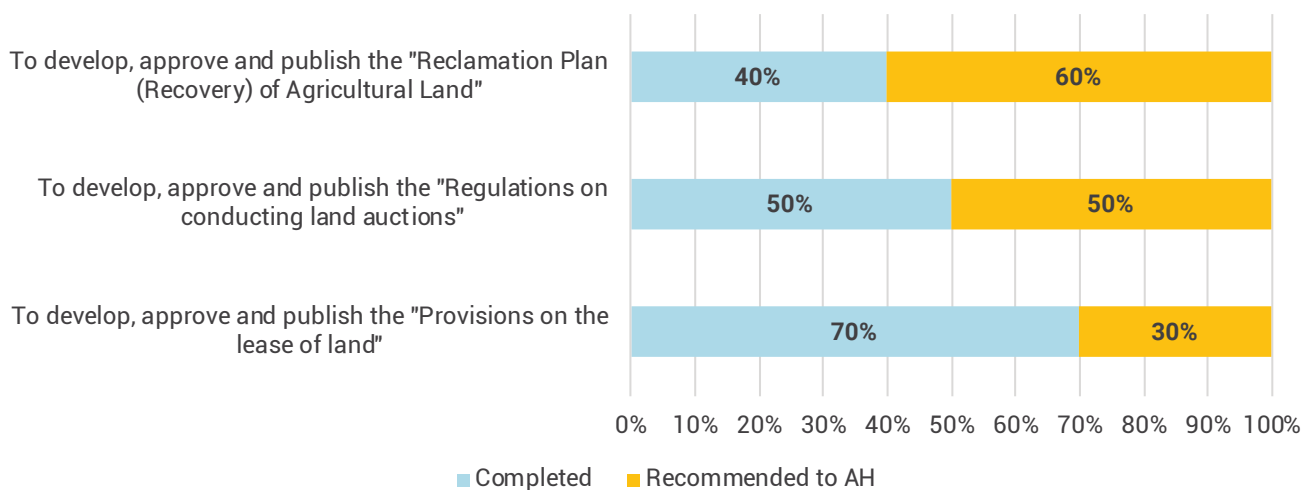 To develop, approve and publish the "Reclamation Plan
(Recovery) of Agricultural Land"
40%
60%
To develop, approve and publish the "Regulations on
conducting land auctions"
50%
50%
To develop, approve and publish the "Provisions on the
lease of land"
70%
30%
0% 10% 20% 30% 40% 50% 60% 70% 80% 90% 100%
Completed
Recommended to AH